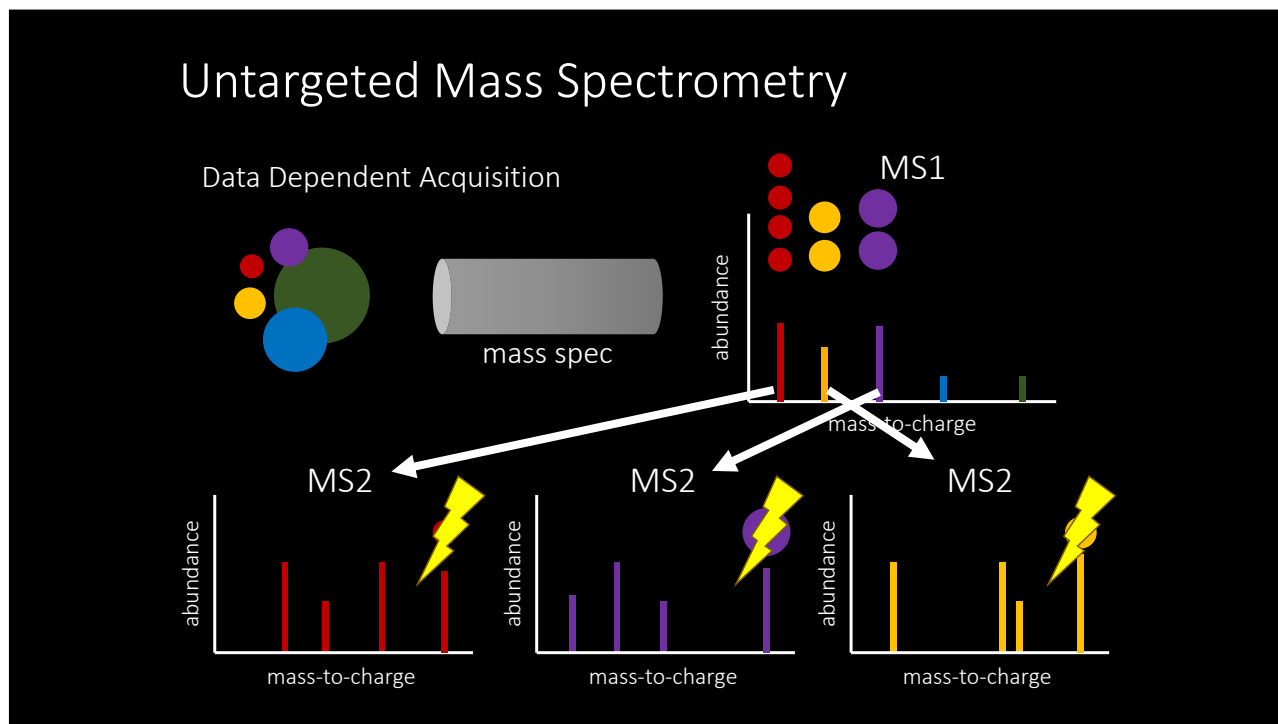 Untargeted Mass Spectrometry
Data Dependent Acquisition
MS1
abundance
mass spec
mass-to-charge
MS2
MS2
MS2
abundance
abundance
abundance
mass-to-charge
mass-to-charge
mass-to-charge